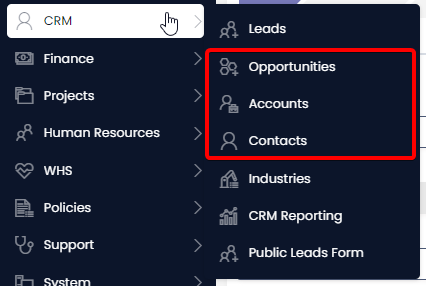 CRM
Finance
Projects
Human Resources
WHS
Policies
Support
System
Leads
Opportunities
Accounts
Contacts
Industries
CRM Reporting
Public Leads Form